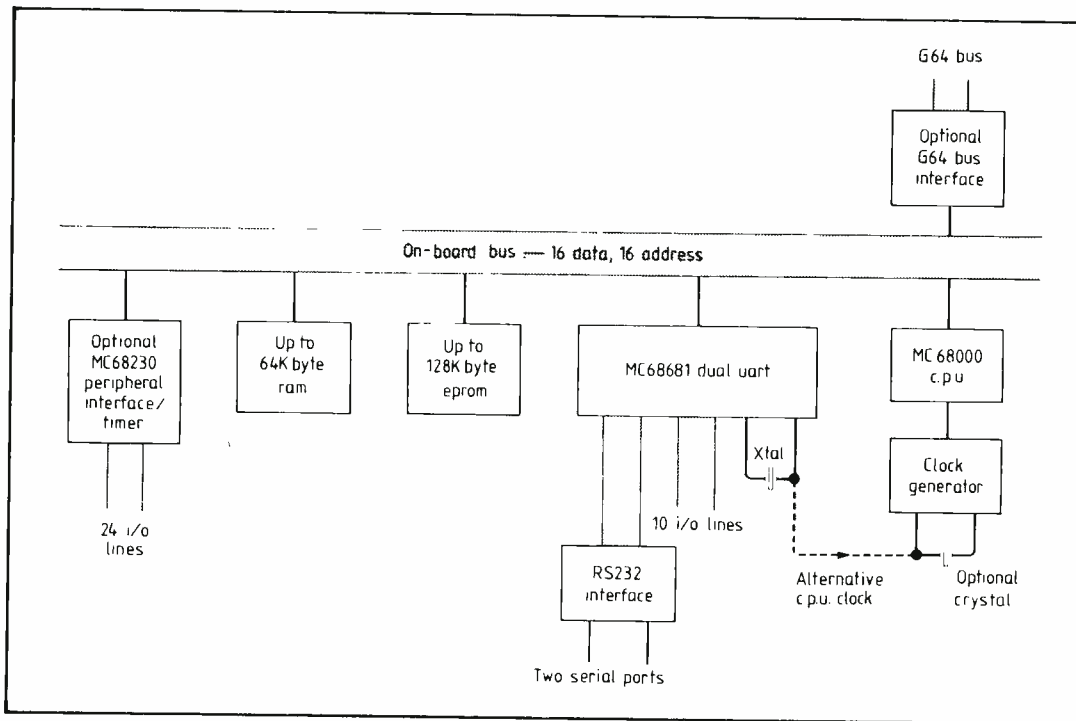 G64 bus
Optional
G64 bus
interface
On-board bus — 16 data, 16 address
Optional
MC68230
peripheral
interface/
timer
Up to
64K byte
ram
Up to
128K byte
eprom
MC68681 dual uart
MC68000
c.p.u
Xtal
Clock
generator
24 i/o
lines
10 i/o lines
RS232
interface
Alternative
c.p.u. clock
Optional
crystal
Two serial ports